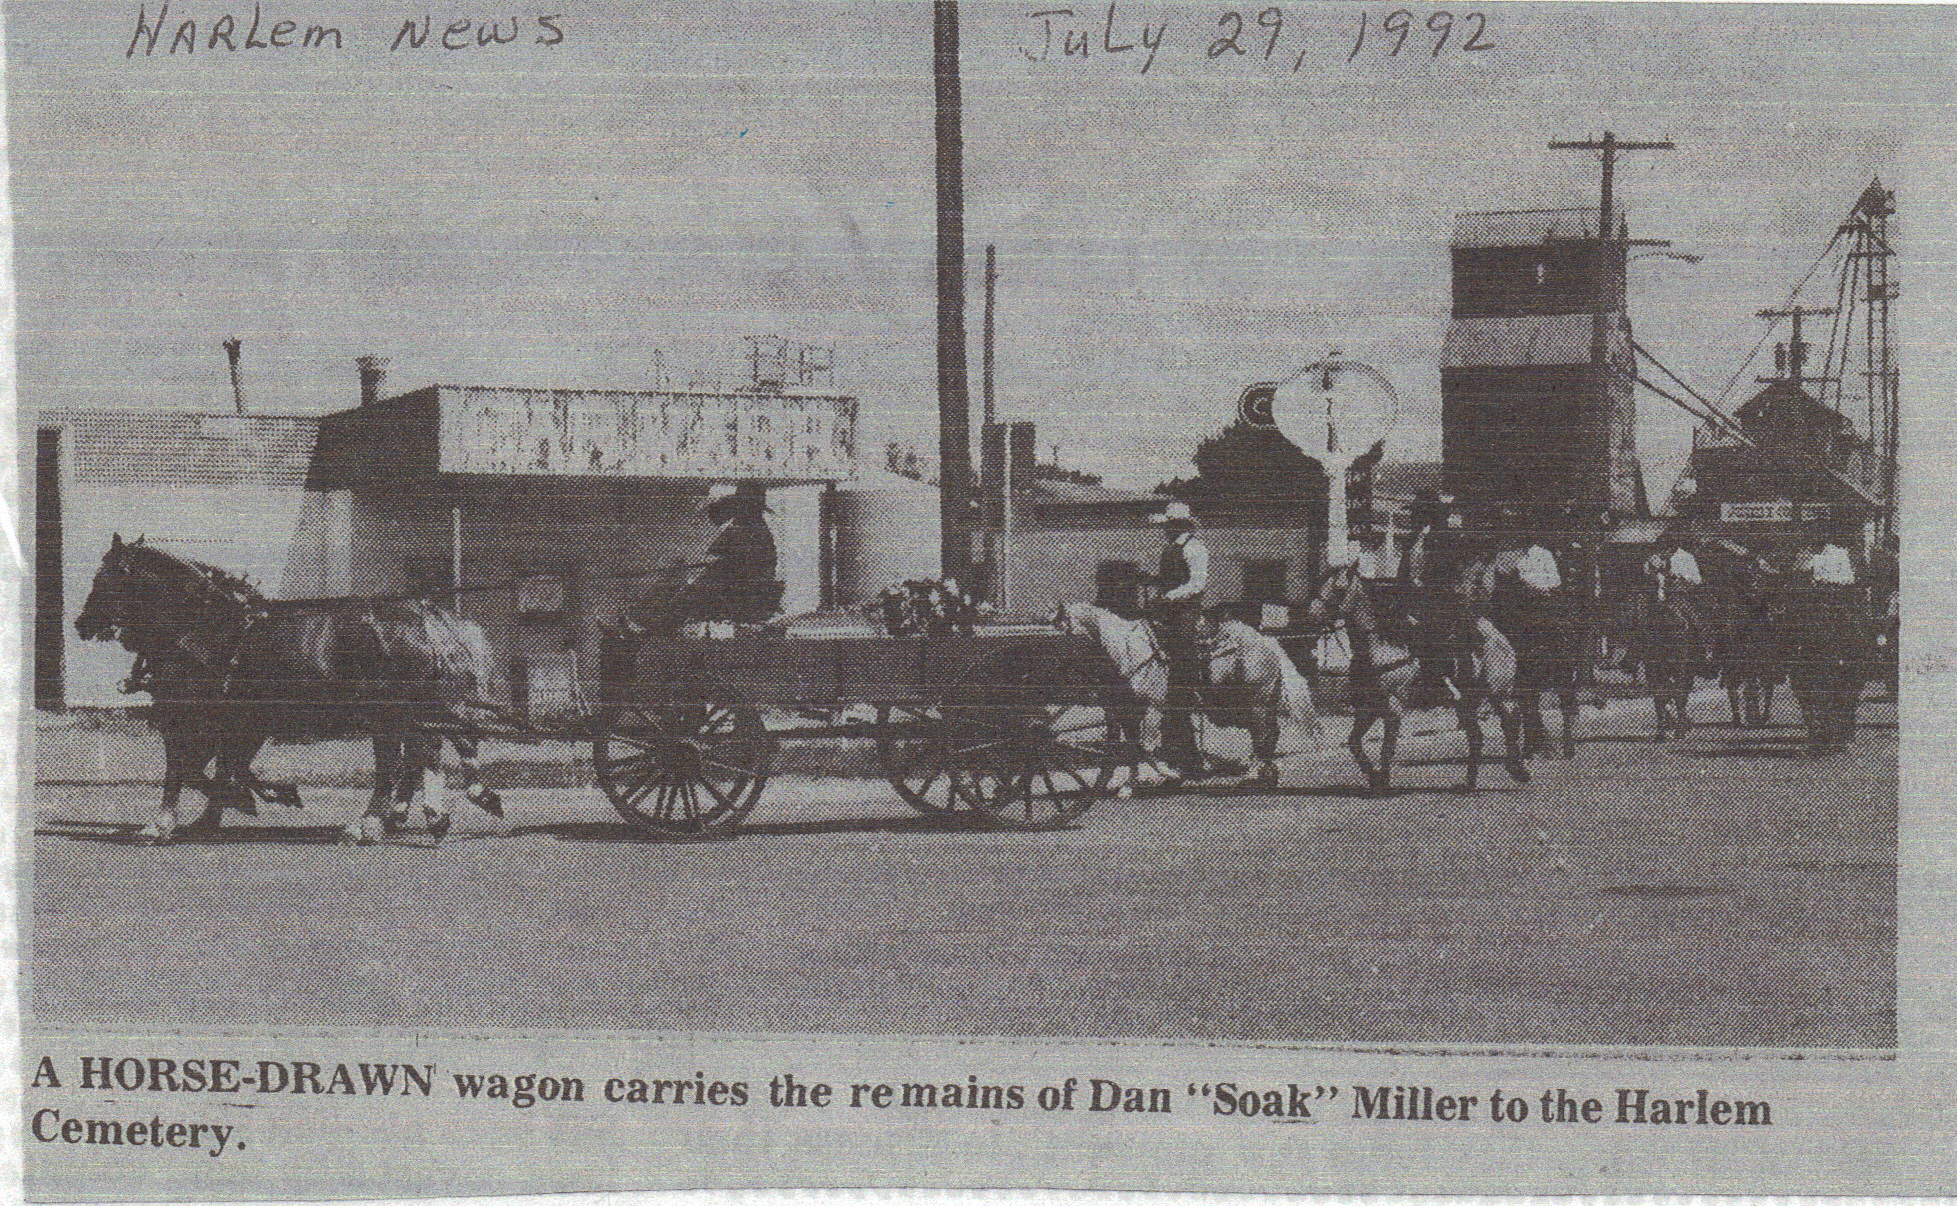 HARLem News July 29, 1992
A HORSE-DRAWN wagon carries the remains of Dan “Soak” Miller to the Harlem
Cemetery.